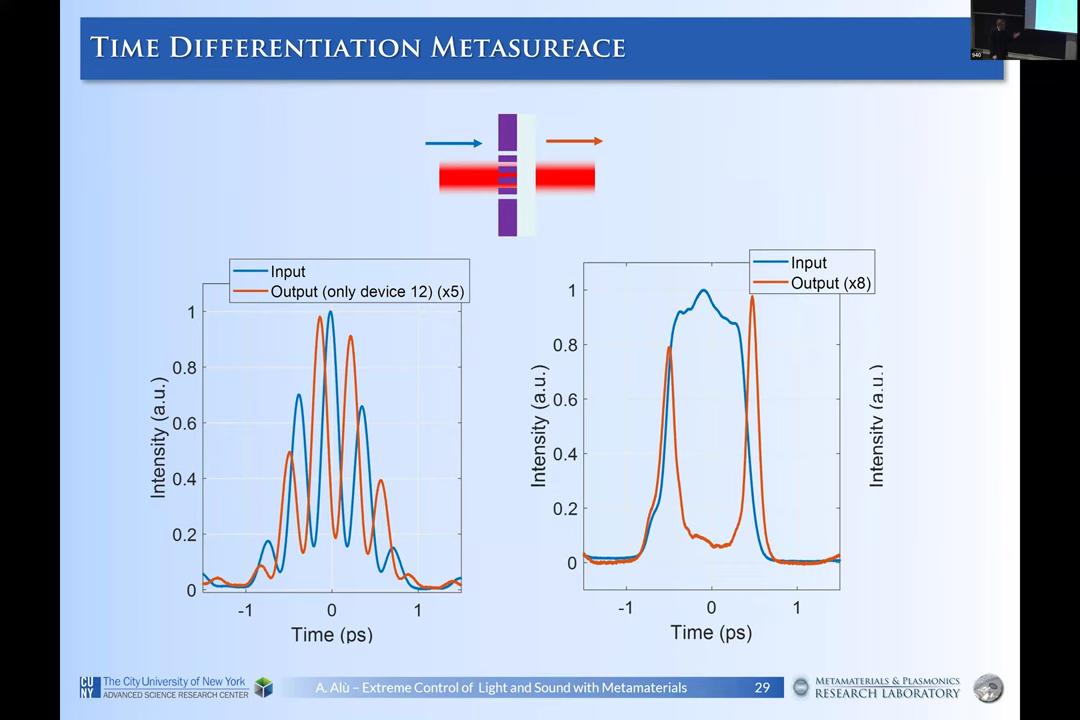 TIME DIFFERENTIATION METASURFACE
940
Input
Output (only device 12) (x5)
1
0.8
0.6
0.4
0.2
0
Intensity (a.u.)
-1 0 1
Time (ps)
Input
Output (x8)
1
0.8
0.6
0.4
0.2
0
Intensity (a.u.)
-1 0 1
Time (ps)
Intensity (a.u.)
CU
NY
The City University of New York
ADVANCED SCIENCE RESEARCH CENTER
A. Alù – Extreme Control of Light and Sound with Metamaterials
29
METAMATERIALS & PLASMONICS
RESEARCH LABORATORY